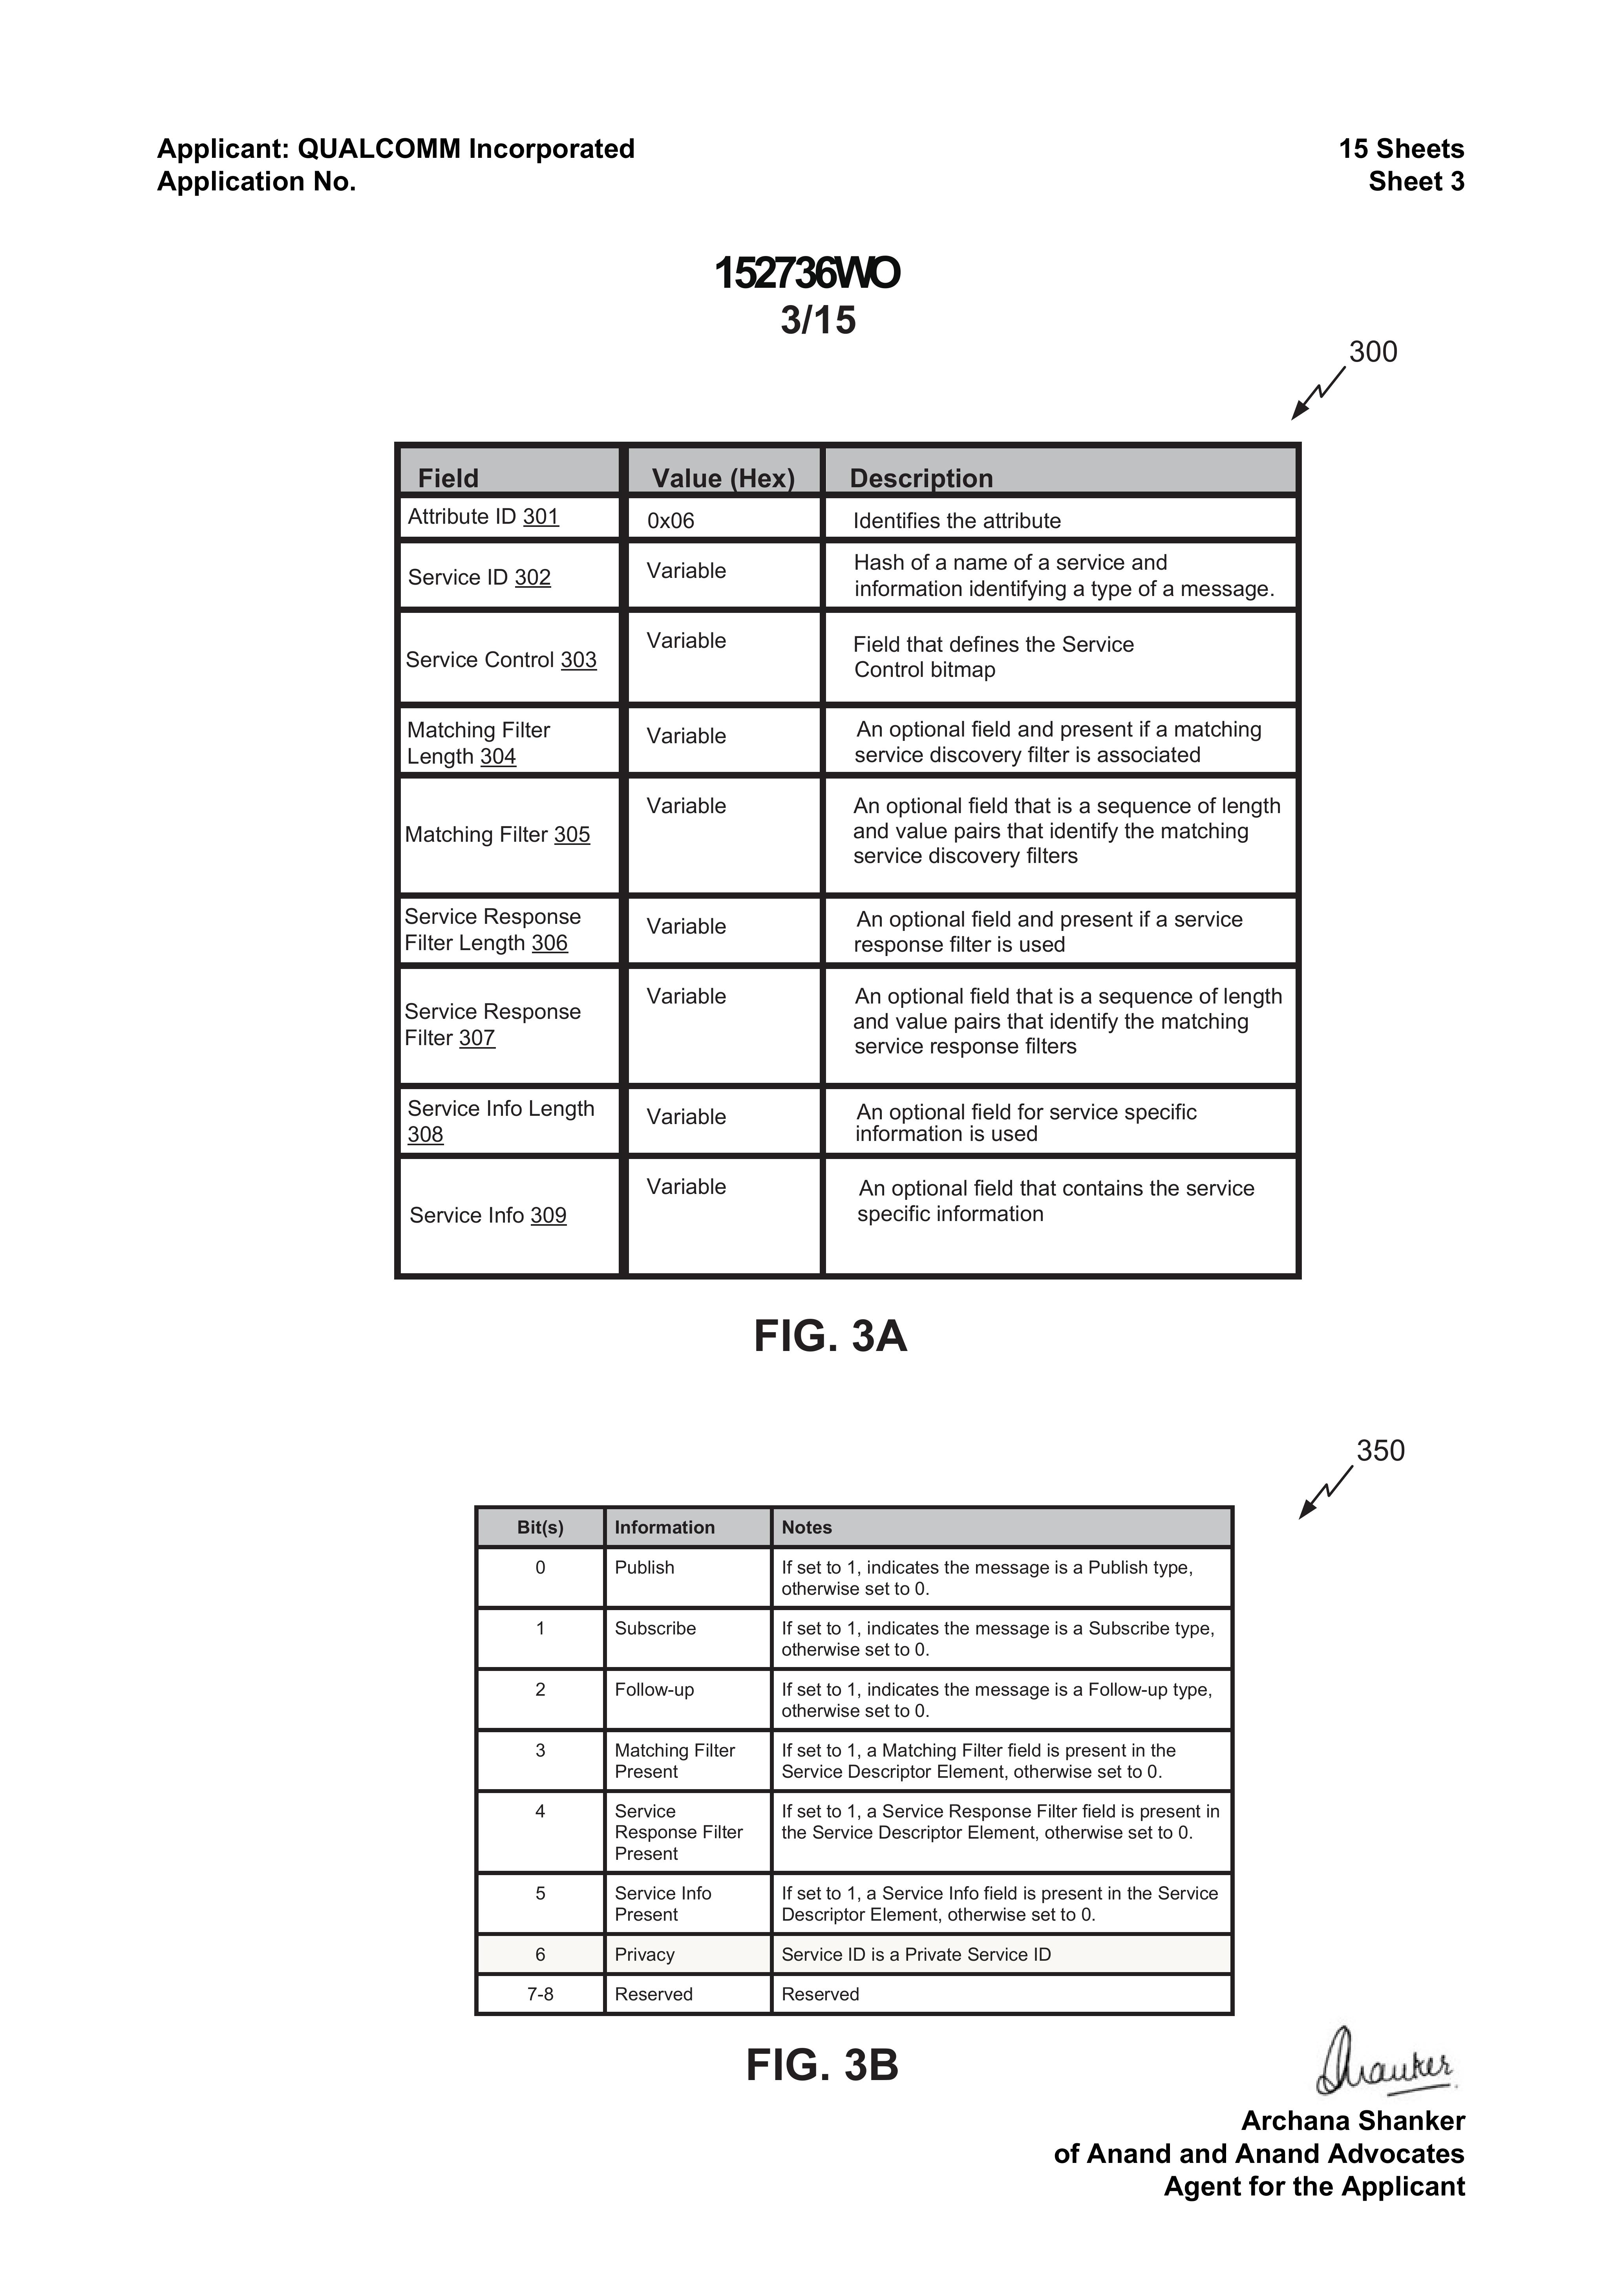 Applicant: QUALCOMM Incorporated
Application No.
15 Sheets
Sheet 3
152736WO
3/15
300
Field Value (Hex) Description
Attribute ID 301 0x06 Identifies the attribute
Service ID 302 Variable Hash of a name of a service and
information identifying a type of a message.
Service Control 303 Variable Field that defines the Service
Control bitmap
Matching Filter
Length 304
Variable
An optional field and present if a matching
service discovery filter is associated
Matching Filter 305
Variable
An optional field that is a sequence of length
and value pairs that identify the matching
service discovery filters
Service Response
Filter Length 306
Variable
An optional field and present if a service
response filter is used
Service Response
Filter 307
Variable
An optional field that is a sequence of length
and value pairs that identify the matching
service response filters
Service Info Length
308
Variable
An optional field for service specific
information is used
Service Info 309
Variable
An optional field that contains the service
specific information
FIG. 3A
350
Bit(s) Information Notes
0 Publish If set to 1, indicates the message is a Publish type,
otherwise set to 0.
1 Subscribe If set to 1, indicates the message is a Subscribe type,
otherwise set to 0.
2 Follow-up If set to 1, indicates the message is a Follow-up type,
otherwise set to 0.
3 Matching Filter
Present
If set to 1, a Matching Filter field is present in the
Service Descriptor Element, otherwise set to 0.
4 Service
Response Filter
Present
If set to 1, a Service Response Filter field is present in
the Service Descriptor Element, otherwise set to 0.
5 Service Info
Present
If set to 1, a Service Info field is present in the Service
Descriptor Element, otherwise set to 0.
6 Privacy Service ID is a Private Service ID
7-8 Reserved Reserved
FIG. 3B
Shanker
Archana Shanker
of Anand and Anand Advocates
Agent for the Applicant